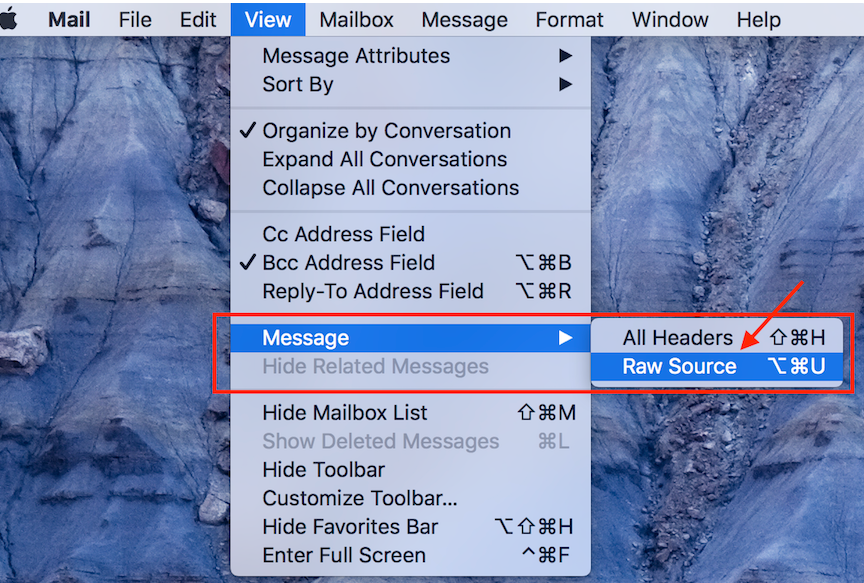 Mail File Edit View Mailbox Message Format Window Help
Message Attributes ▶
Sort By ▶
✓ Organize by Conversation
Expand All Conversations
Collapse All Conversations
Cc Address Field
✓ Bcc Address Field ⌥⌘B
Reply-To Address Field ⌥⌘R
Message ▶
All Headers ⇧⌘H
Hide Related Messages
Raw Source ⌥⌘U
Hide Mailbox List ⇧⌘M
Show Deleted Messages ⌘L
Hide Toolbar
Customize Toolbar...
Hide Favorites Bar ⌥⇧⌘H
Enter Full Screen ^⌘F